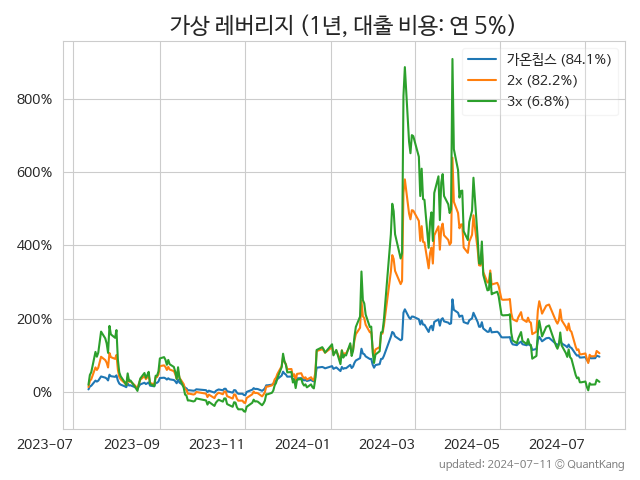 가상 레버리지 (1년, 대출 비용: 연 5%)
가온칩스 (84.1%)
2x (82.2%)
3x (6.8%)
800%
600%
400%
200%
0%
2023-07 2023-09 2023-11 2024-01 2024-03 2024-05 2024-07
updated: 2024-07-11 © QuantKang